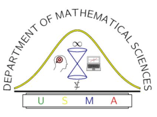 DEPARTMENT OF MATHEMATICAL SCIENCES
∞
U S M A